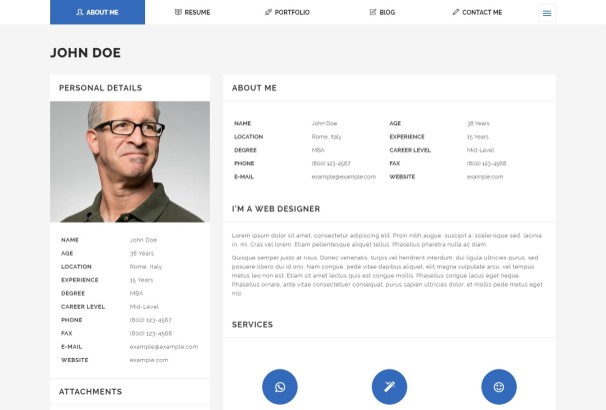 ABOUT ME
RESUME
PORTFOLIO
BLOG
CONTACT ME
JOHN DOE
PERSONAL DETAILS
NAME John Doe
AGE 38 Years
LOCATION Rome, Italy
EXPERIENCE 15 Years
DEGREE MBA
CAREER LEVEL Mid-Level
PHONE (800) 123-4567
FAX (800) 123-4568
E-MAIL example@example.com
WEBSITE example.com
ATTACHMENTS
ABOUT ME
NAME John Doe AGE 38 Years
LOCATION Rome, Italy EXPERIENCE 15 Years
DEGREE MBA CAREER LEVEL Mid-Level
PHONE (800) 123-4567 FAX (800) 123-4568
E-MAIL example@example.com WEBSITE example.com
I'M A WEB DESIGNER
Lorem ipsum dolor sit amet, consectetur adipiscing elit. Proin nibh augue, suscipit a, scelerisque sed, lacinia
in, mi. Cras vel lorem. Etiam pellentesque aliquet tellus. Phasellus pharetra nulla ac diam.
Quisque semper justo at risus. Donec venenatis, turpis vel hendrerit interdum, dui ligula ultricies purus, sed
posuere libero dui id orci. Nam congue, pede vitae dapibus aliquet, elit magna vulputate arcu, vel tempus
metus leo non est. Etiam sit amet lectus quis est congue mollis. Phasellus congue lacus eget neque.
Phasellus ornare, ante vitae consectetuer consequat, purus sapien ultricies dolor, et mollis pede metus eget
nisi.
SERVICES